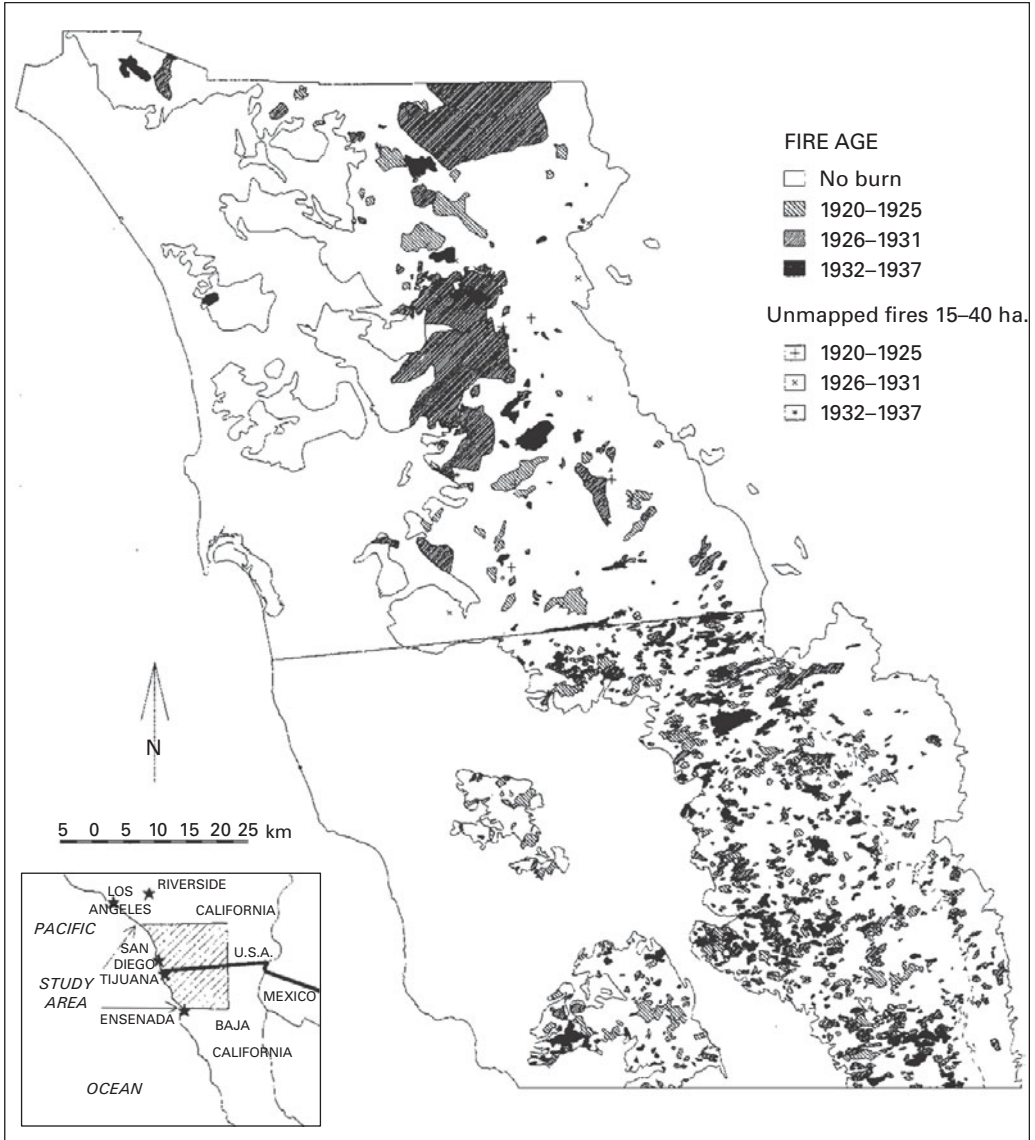 FIRE AGE
No burn
1920–1925
1926–1931
1932–1937
Unmapped fires 15–40 ha.
1920–1925
1926–1931
1932–1937
N
5 0 5 10 15 20 25 km
LOS
ANGELES
RIVERSIDE
CALIFORNIA
PACIFIC
SAN
DIEGO
TIJUANA
U.S.A.
STUDY
AREA
MEXICO
ENSENADA
BAJA
CALIFORNIA
OCEAN